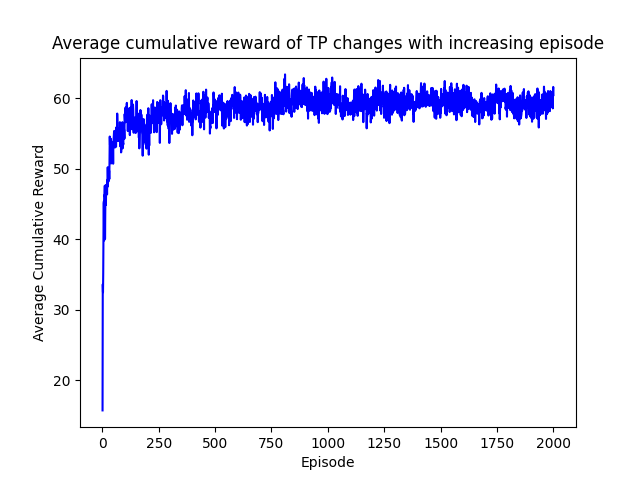 Average cumulative reward of TP changes with increasing episode
Average Cumulative Reward
60
50
40
30
20
0 250 500 750 1000 1250 1500 1750 2000
Episode